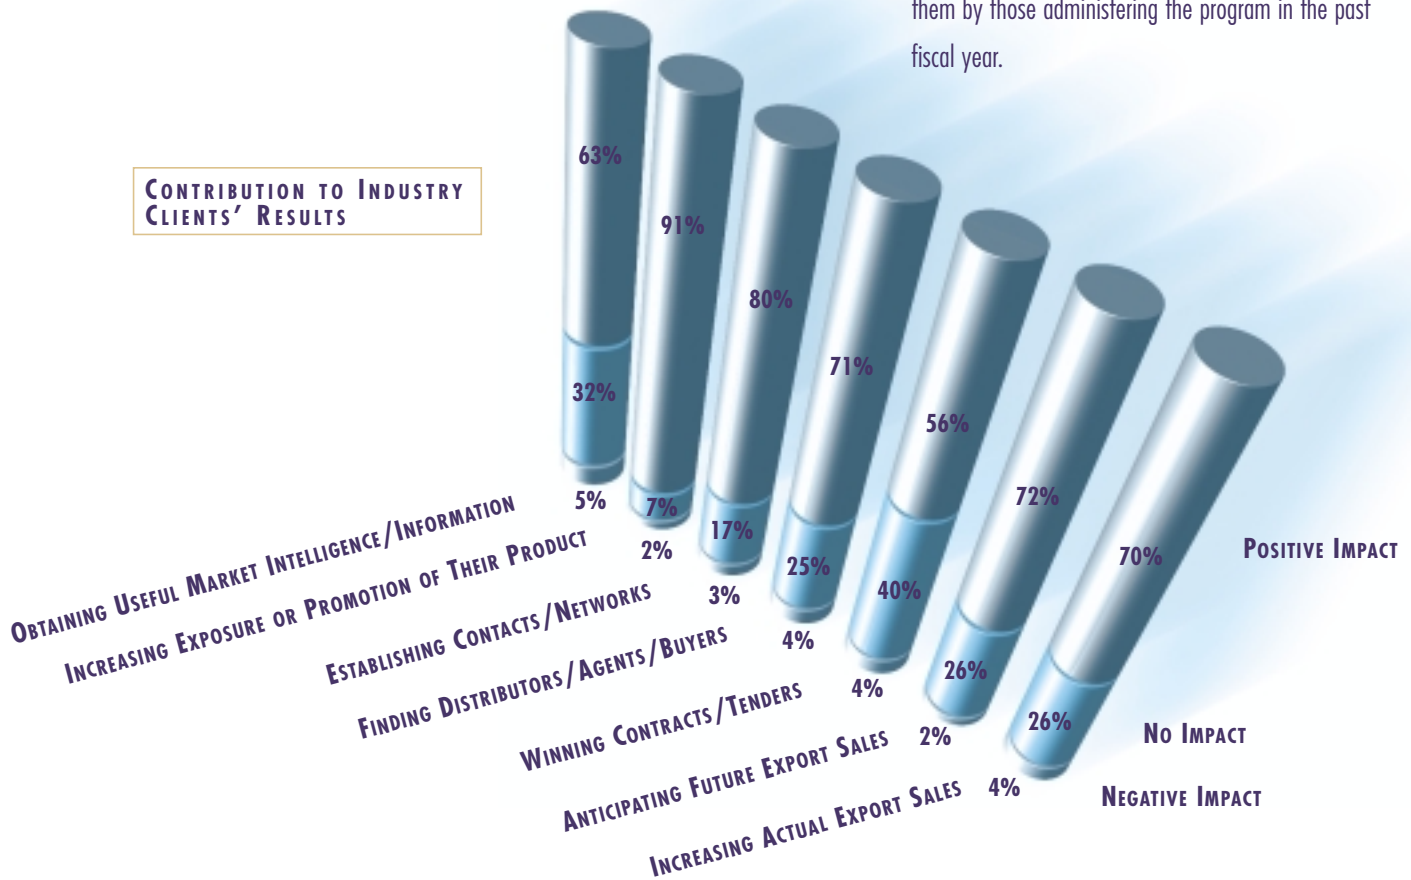 them by those administering the program in the past
fiscal year.
CONTRIBUTION TO INDUSTRY
CLIENTS' RESULTS
63%
91%
80%
71%
56%
72%
70%
32%
7%
17%
25%
40%
26%
26%
5%
2%
3%
4%
4%
2%
4%
POSITIVE IMPACT
NO IMPACT
NEGATIVE IMPACT
OBTAINING USEFUL MARKET INTELLIGENCE/INFORMATION
INCREASING EXPOSURE OR PROMOTION OF THEIR PRODUCT
ESTABLISHING CONTACTS/NETWORKS
FINDING DISTRIBUTORS/AGENTS/BUYERS
WINNING CONTRACTS/TENDERS
ANTICIPATING FUTURE EXPORT SALES
INCREASING ACTUAL EXPORT SALES